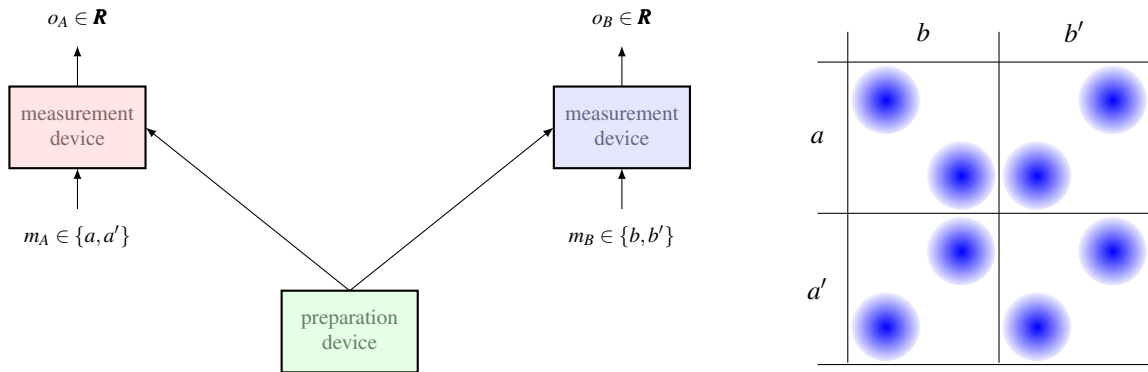 o_A ∈ R
o_B ∈ R
measurement
device
measurement
device
m_A ∈ {a, a′}
m_B ∈ {b, b′}
preparation
device
b
b′
a
a′